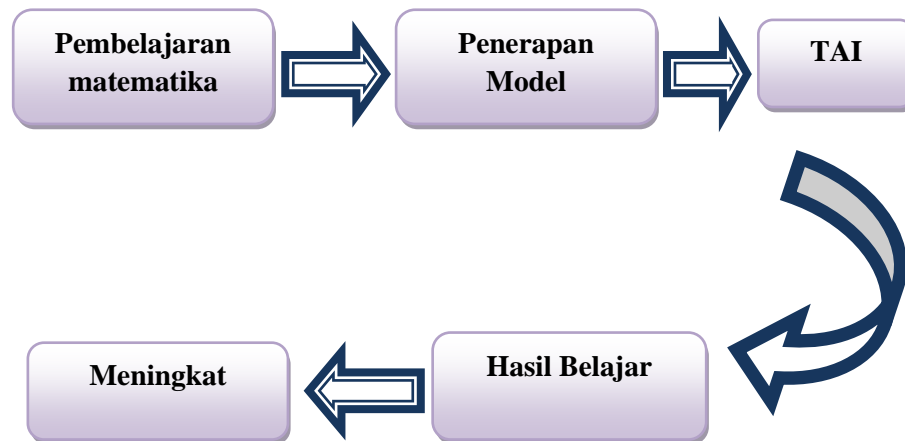 Pembelajaran
matematika
Penerapan
Model
TAI
Hasil Belajar
Meningkat